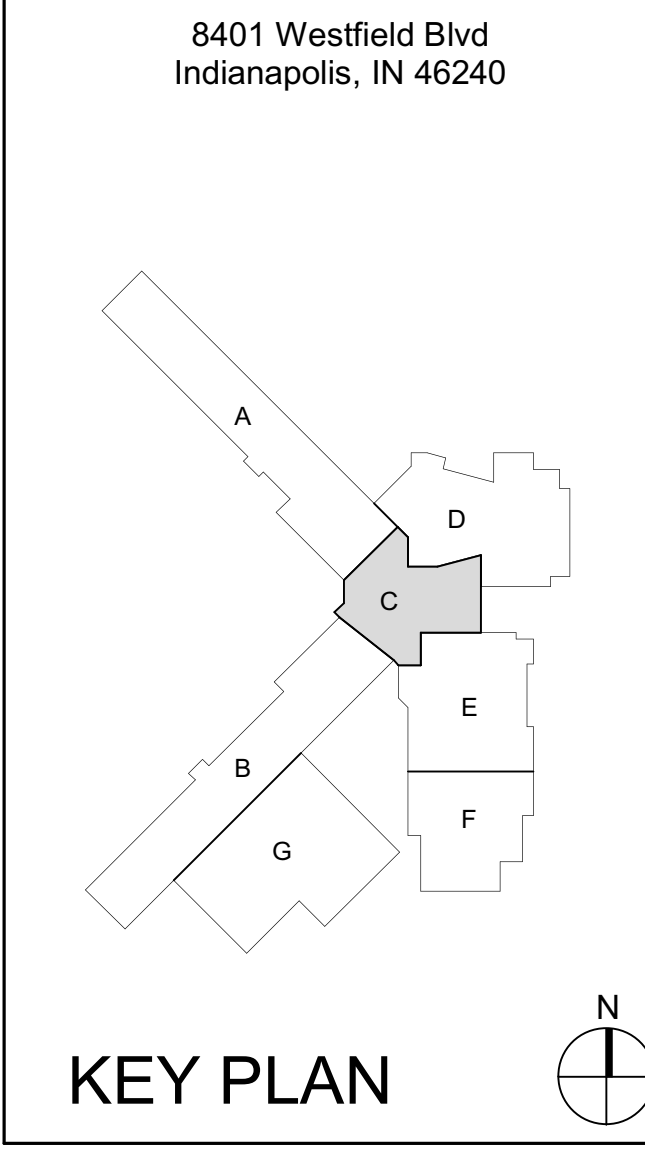 8401 Westfield Blvd
Indianapolis, IN 46240
A
D
C
E
B
F
G
N
KEY PLAN